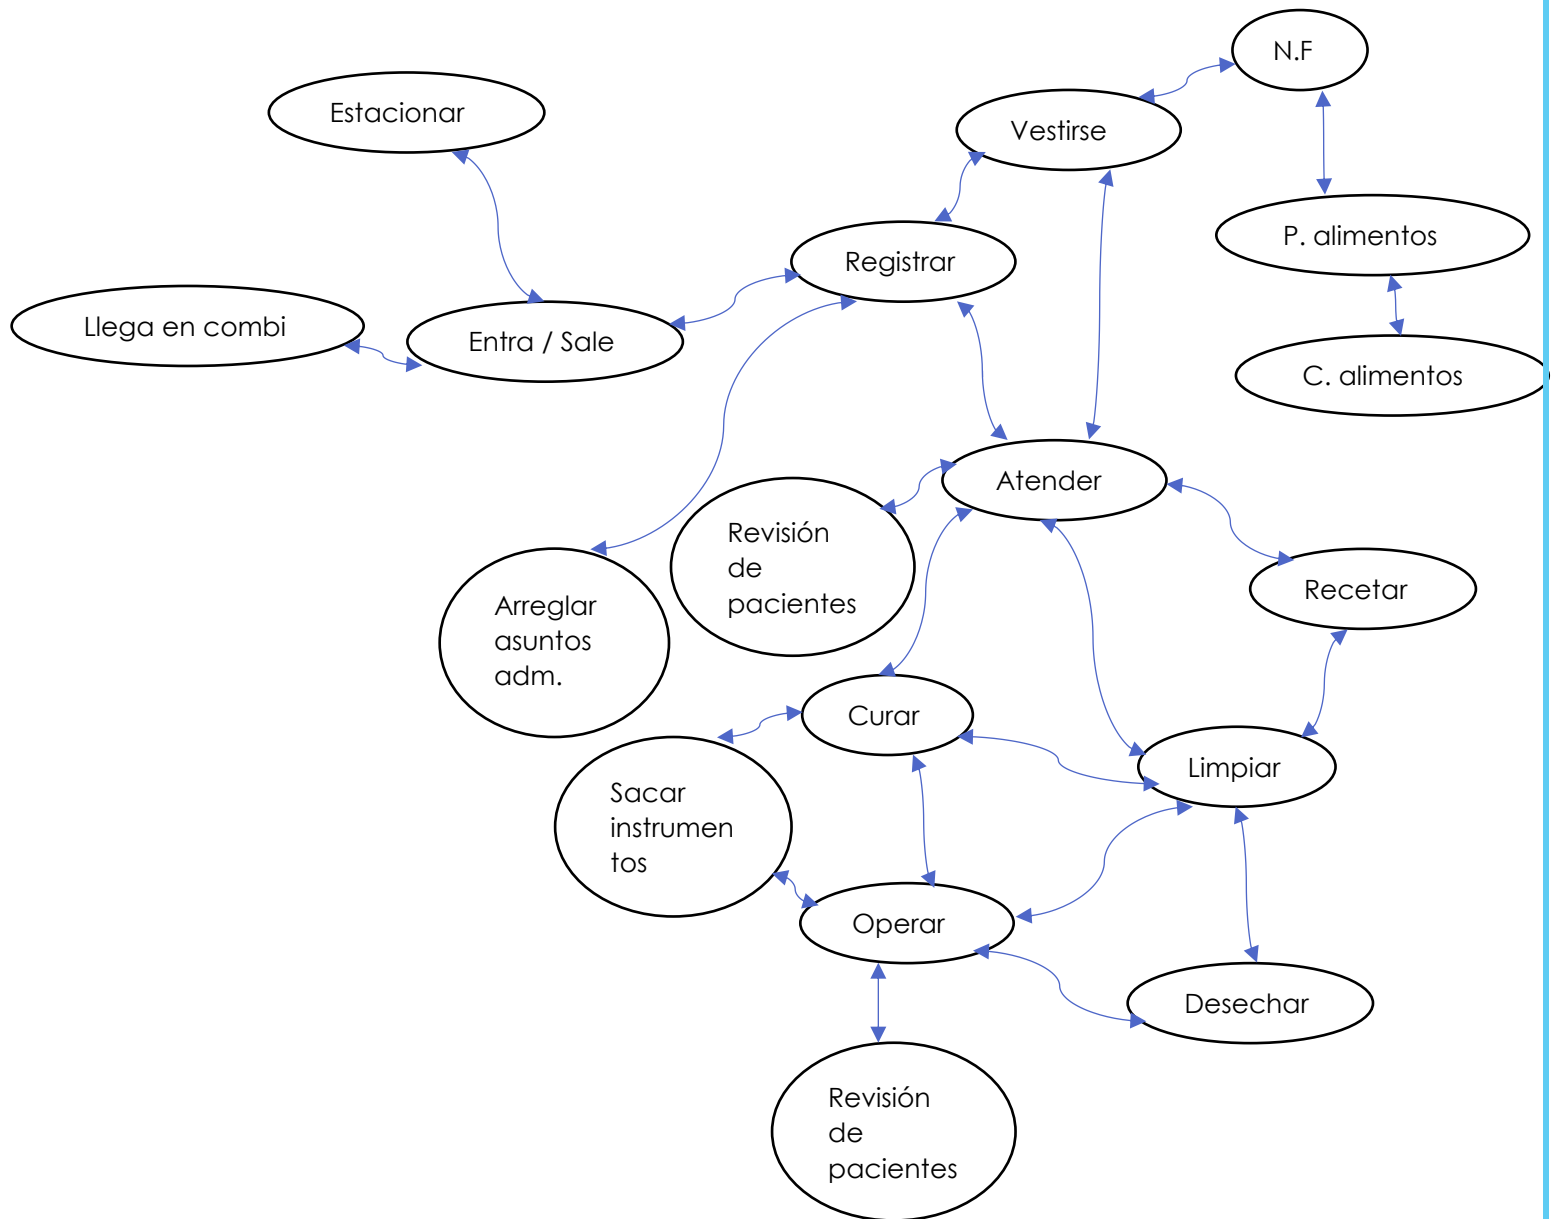 N.F
Estacionar
Vestirse
P. alimentos
Registrar
Llega en combi
Entra / Sale
C. alimentos
Atender
Revisión
de
pacientes
Recetar
Arreglar
asuntos
adm.
Curar
Limpiar
Sacar
instrumen
tos
Operar
Desechar
Revisión
de
pacientes